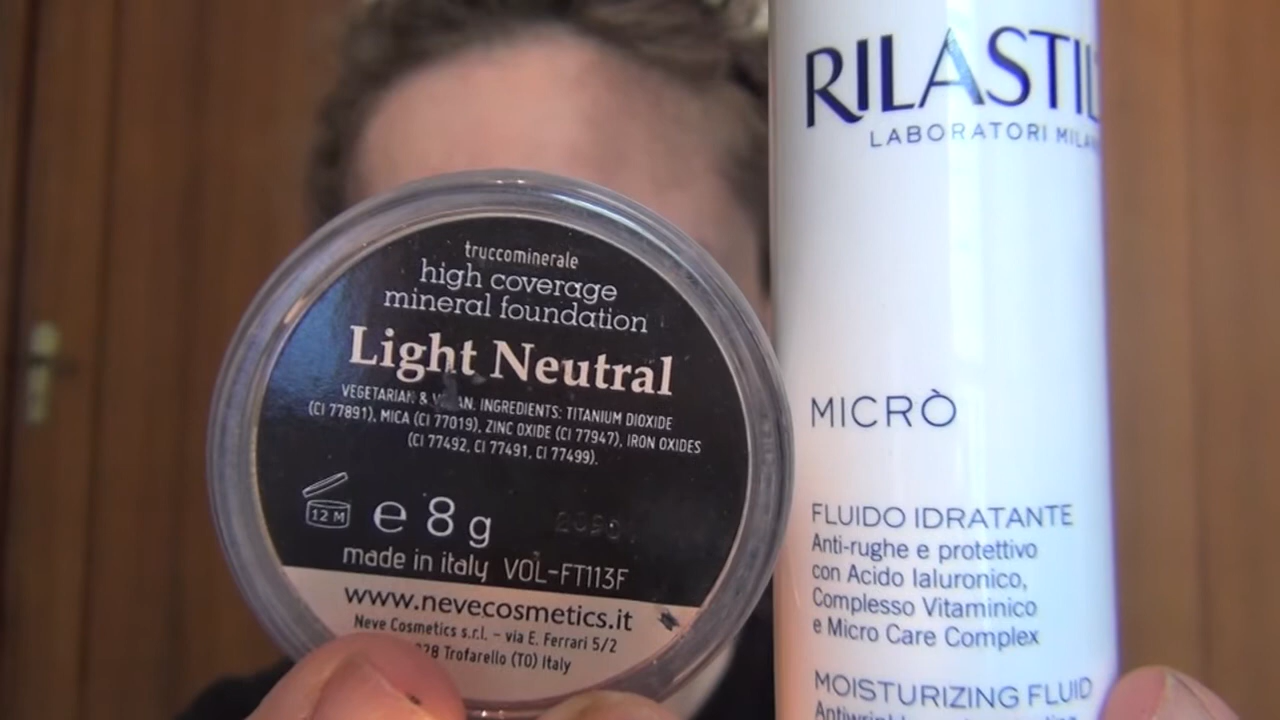 truccominerale
high coverage
mineral foundation
Light Neutral
VEGETARIAN & INGREDIENTS: TITANIUM DIOXIDE
(CI 77891), MICA (CI 77019), ZINC OXIDE (CI 77947), IRON OXIDES
(CI 77492, CI 77491, CI 77499).
12 M e 8 g
made in italy VOL-FT113F
www.nevecosmetics.it
Neve Cosmetics s.r.l. - via E. Ferrari 5/2
Trofarello (TO) Italy
RILASTIL
LABORATORI
MICRÒ
FLUIDO IDRATANTE
Anti-rughe e protettivo
con Acido Ialuronico,
Complesso Vitaminico
e Micro Care Complex
MOISTURIZING FLUID